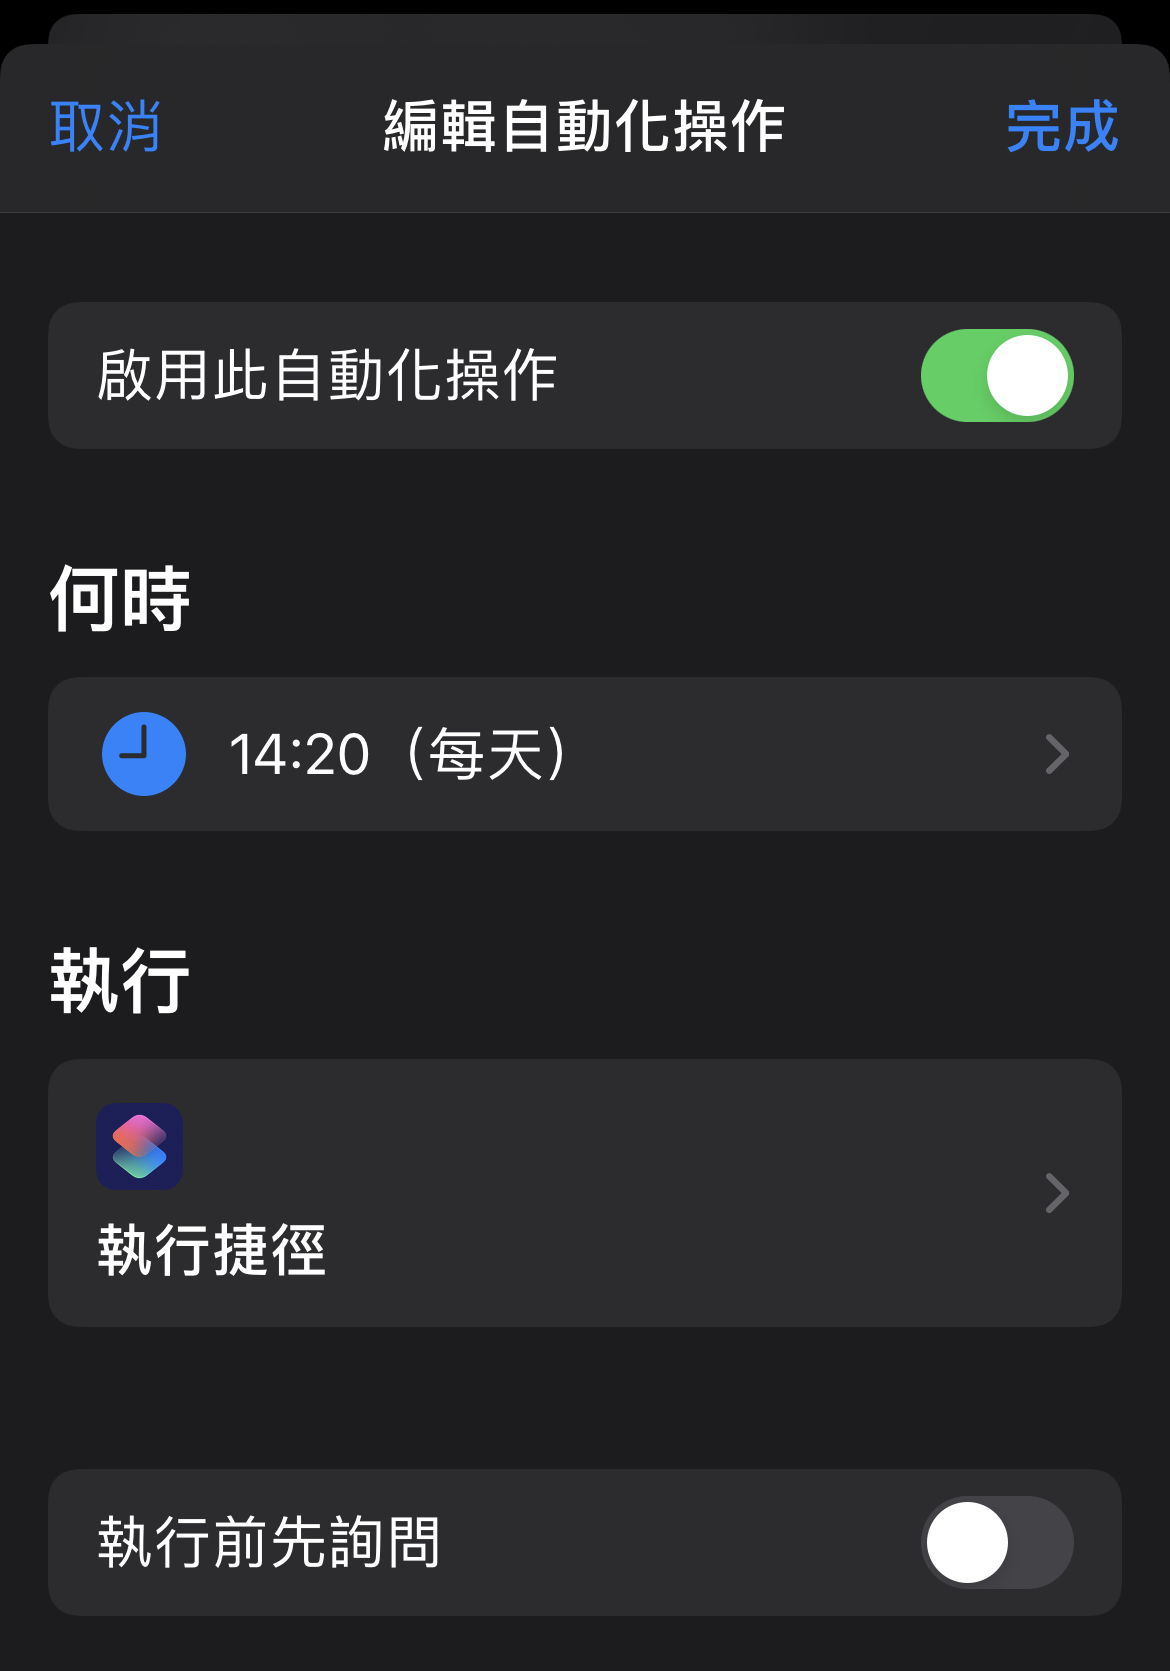 取消
編輯自動化操作
完成
啟用此自動化操作
何時
14:20（每天）
執行
執行捷徑
執行前先詢問